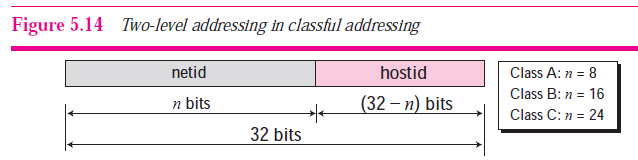 Figure 5.14 Two-level addressing in classful addressing
netid
hostid
n bits
(32 – n) bits
32 bits
Class A: n = 8
Class B: n = 16
Class C: n = 24